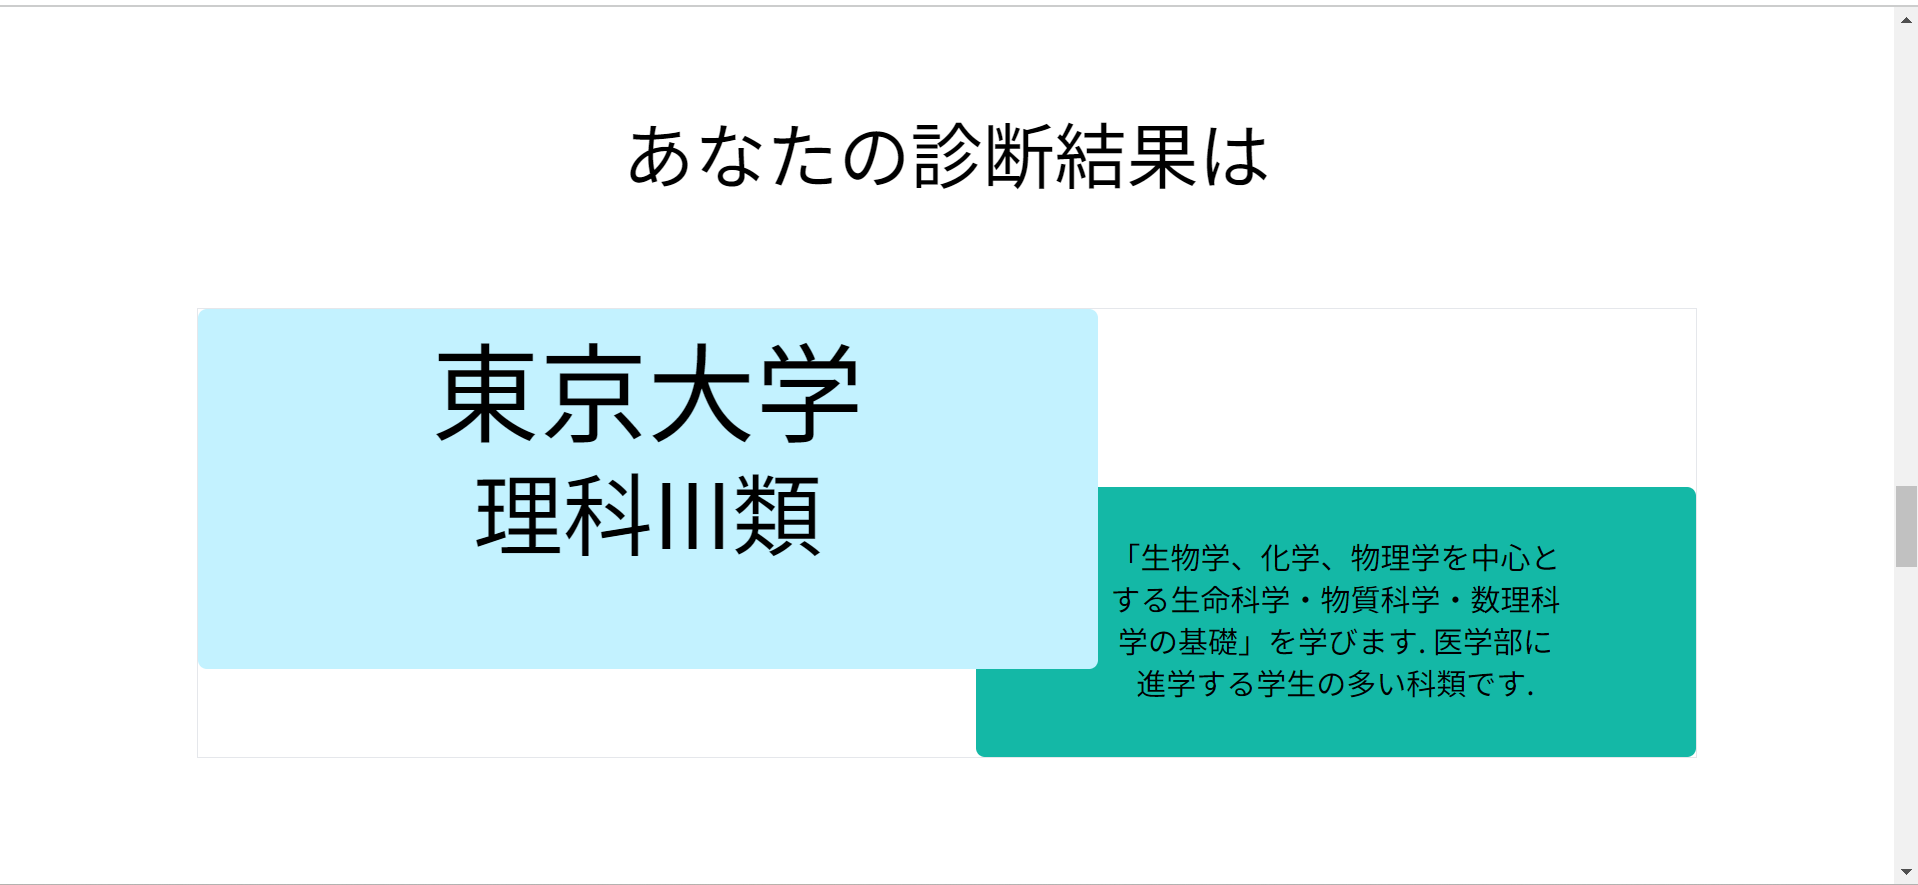 あなたの診断結果は
東京大学
理科III類
「生物学、化学、物理学を中心と
する生命科学・物質科学・数理科
学の基礎」を学びます. 医学部に
進学する学生の多い科類です.